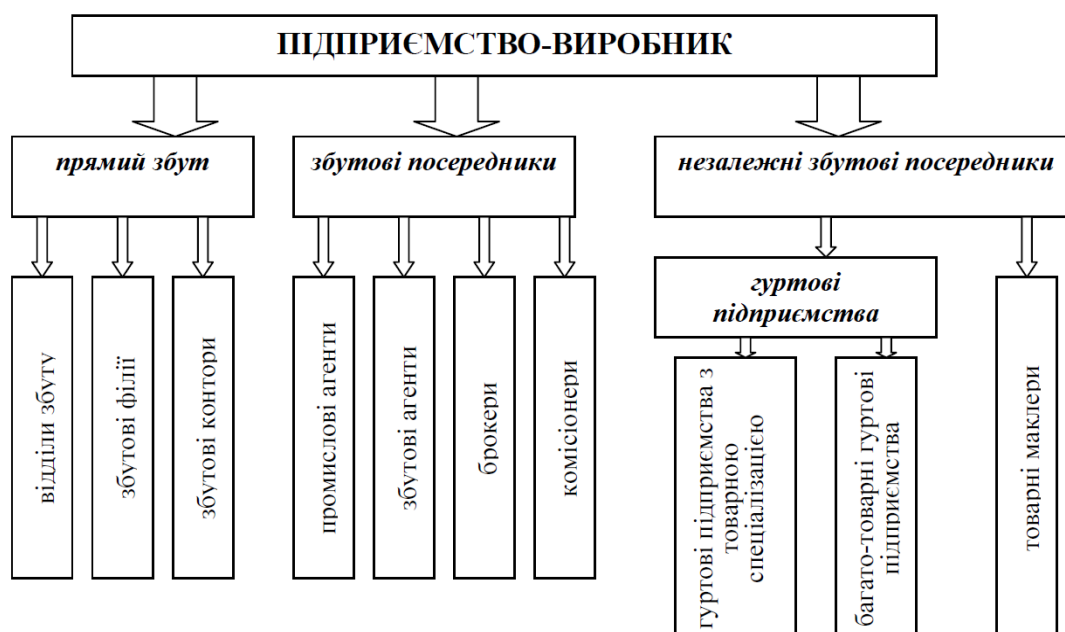 ПІДПРИЄМСТВО-ВИРОБНИК
прямий збут
збутові посередники
незалежні збутові посередники
відділи збуту
збутові філії
збутові контори
промислові агенти
збутові агенти
брокери
комісіонери
гуртові
підприємства
гуртові підприємства з
товарною
спеціалізацією
багато-товарні гуртові
підприємства
товарні маклери